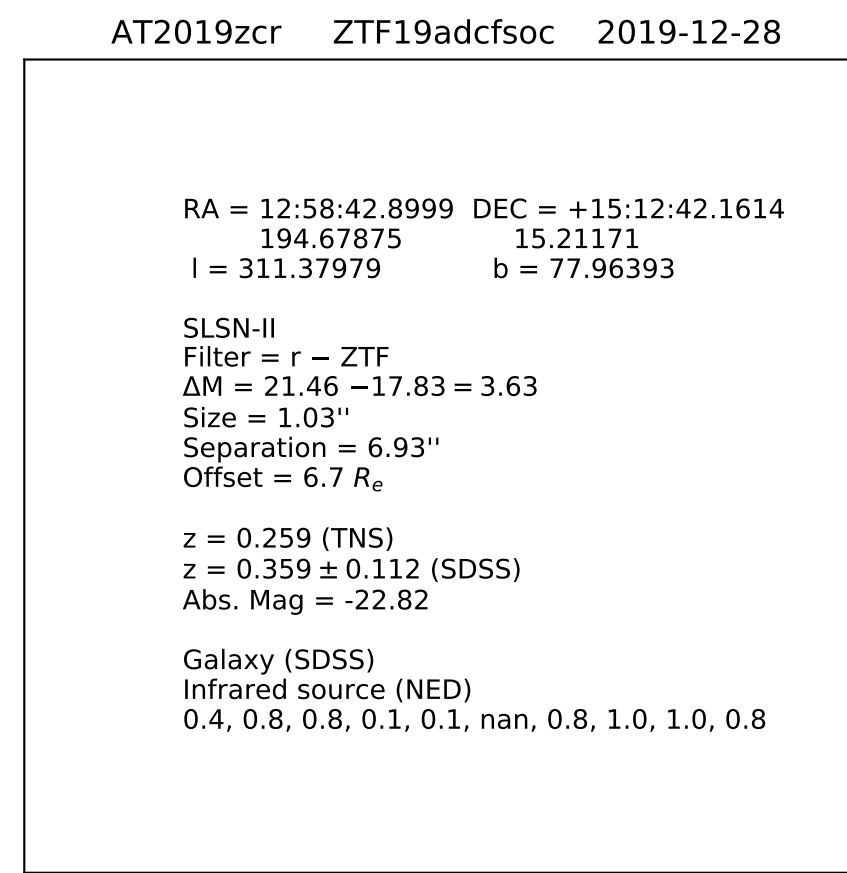 AT2019zcr ZTF19adcfsoc 2019-12-28
RA = 12:58:42.8999 DEC = +15:12:42.1614
194.67875 15.21171
l = 311.37979 b = 77.96393
SLSN-II
Filter = r − ZTF
ΔM = 21.46 −17.83 = 3.63
Size = 1.03''
Separation = 6.93''
Offset = 6.7 Rₑ
z = 0.259 (TNS)
z = 0.359 ± 0.112 (SDSS)
Abs. Mag = -22.82
Galaxy (SDSS)
Infrared source (NED)
0.4, 0.8, 0.8, 0.1, 0.1, nan, 0.8, 1.0, 1.0, 0.8